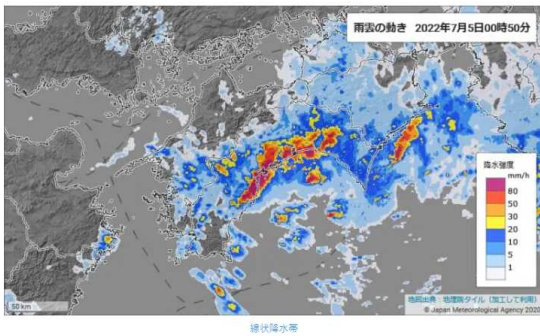 雨雲の動き 2022年7月5日00時50分
降水強度
mm/h
80
50
30
20
10
5
1
50 km
地図出典:地理院タイル(加工して利用)
© Japan Meteorological Agency 2020
線状降水帯